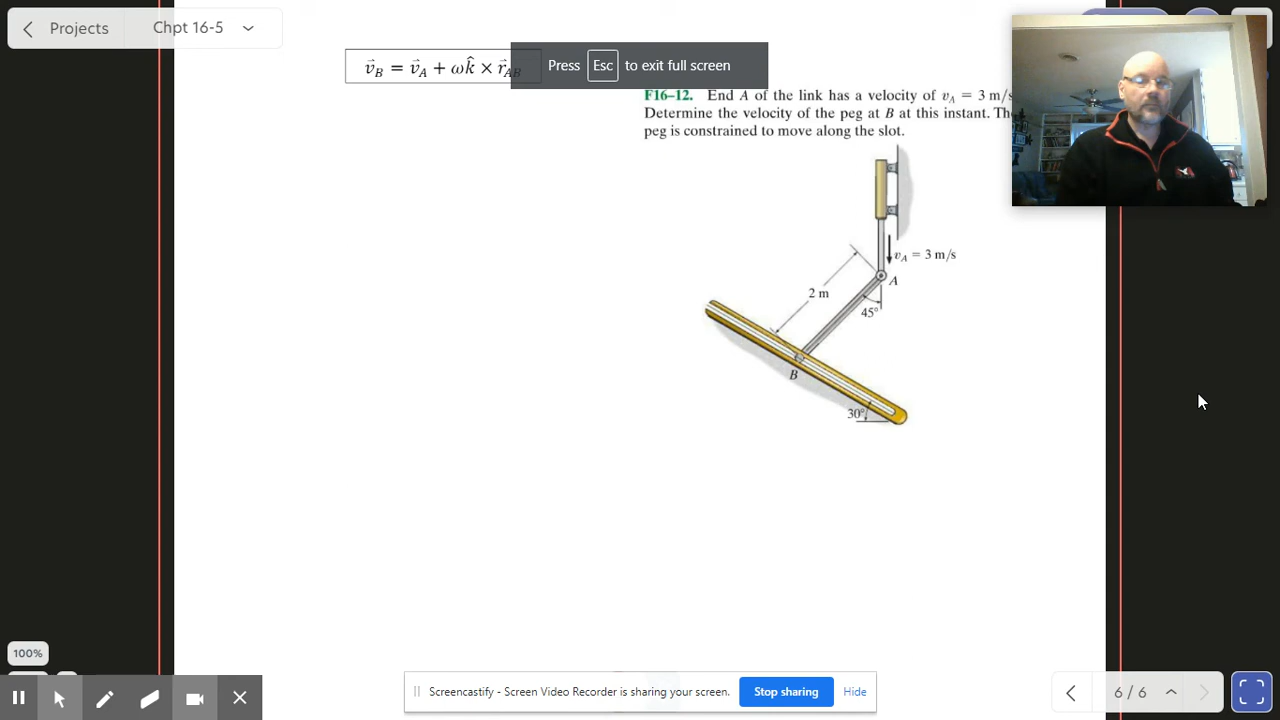 Projects
Chpt 16-5
v⃗_B = v⃗_A + ωk̂ × r⃗_AB
Press Esc to exit full screen
F16–12. End A of the link has a velocity of v_A = 3 m/s
Determine the velocity of the peg at B at this instant.
peg is constrained to move along the slot.
v_A = 3 m/s
A
2 m
45°
B
30°
100%
Screencastify - Screen Video Recorder is sharing your screen.
Stop sharing
Hide
6 / 6